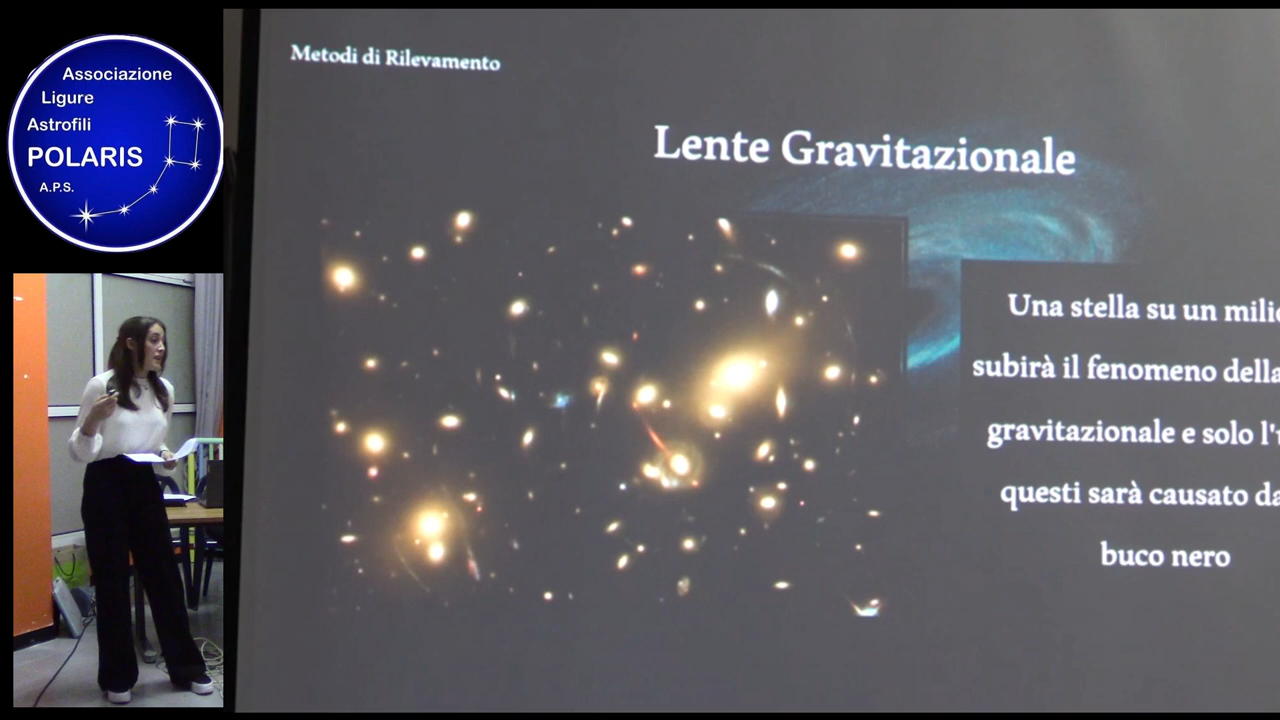 Associazione
Ligure
Astrofili
POLARIS
A.P.S.
Metodi di Rilevamento
Lente Gravitazionale
Una stella su un
subirà il fenomeno della
gravitazionale e solo
questi sarà causato
buco nero